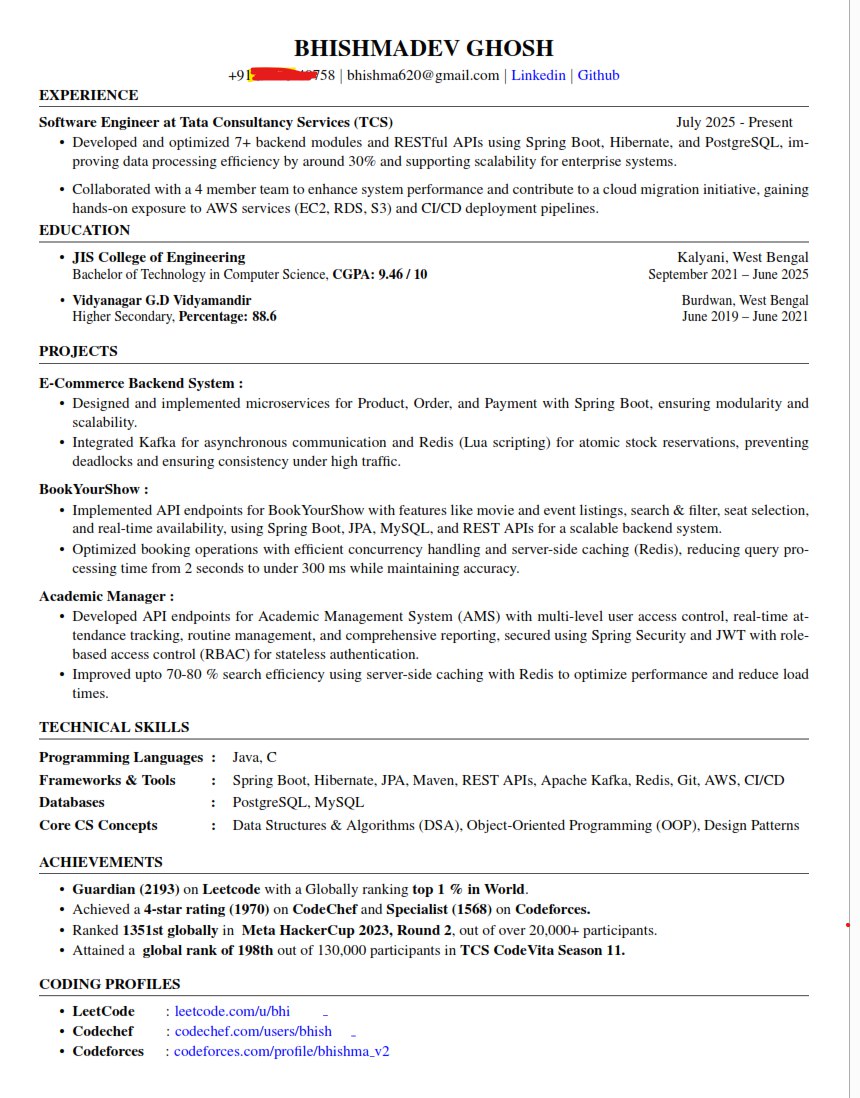 BHISHMADEV GHOSH
+91 758 | bhishma620@gmail.com | Linkedin | Github
EXPERIENCE
Software Engineer at Tata Consultancy Services (TCS) July 2025 - Present
• Developed and optimized 7+ backend modules and RESTful APIs using Spring Boot, Hibernate, and PostgreSQL, im-
proving data processing efficiency by around 30% and supporting scalability for enterprise systems.
• Collaborated with a 4 member team to enhance system performance and contribute to a cloud migration initiative, gaining
hands-on exposure to AWS services (EC2, RDS, S3) and CI/CD deployment pipelines.
EDUCATION
• JIS College of Engineering Kalyani, West Bengal
Bachelor of Technology in Computer Science, CGPA: 9.46 / 10 September 2021 – June 2025
• Vidyanagar G.D Vidyamandir Burdwan, West Bengal
Higher Secondary, Percentage: 88.6 June 2019 – June 2021
PROJECTS
E-Commerce Backend System :
• Designed and implemented microservices for Product, Order, and Payment with Spring Boot, ensuring modularity and
scalability.
• Integrated Kafka for asynchronous communication and Redis (Lua scripting) for atomic stock reservations, preventing
deadlocks and ensuring consistency under high traffic.
BookYourShow :
• Implemented API endpoints for BookYourShow with features like movie and event listings, search & filter, seat selection,
and real-time availability, using Spring Boot, JPA, MySQL, and REST APIs for a scalable backend system.
• Optimized booking operations with efficient concurrency handling and server-side caching (Redis), reducing query pro-
cessing time from 2 seconds to under 300 ms while maintaining accuracy.
Academic Manager :
• Developed API endpoints for Academic Management System (AMS) with multi-level user access control, real-time at-
tendance tracking, routine management, and comprehensive reporting, secured using Spring Security and JWT with role-
based access control (RBAC) for stateless authentication.
• Improved upto 70-80 % search efficiency using server-side caching with Redis to optimize performance and reduce load
times.
TECHNICAL SKILLS
Programming Languages : Java, C
Frameworks & Tools : Spring Boot, Hibernate, JPA, Maven, REST APIs, Apache Kafka, Redis, Git, AWS, CI/CD
Databases : PostgreSQL, MySQL
Core CS Concepts : Data Structures & Algorithms (DSA), Object-Oriented Programming (OOP), Design Patterns
ACHIEVEMENTS
• Guardian (2193) on Leetcode with a Globally ranking top 1 % in World.
• Achieved a 4-star rating (1970) on CodeChef and Specialist (1568) on Codeforces.
• Ranked 1351st globally in Meta HackerCup 2023, Round 2, out of over 20,000+ participants.
• Attained a global rank of 198th out of 130,000 participants in TCS CodeVita Season 11.
CODING PROFILES
• LeetCode : leetcode.com/u/bhi _
• Codechef : codechef.com/users/bhish _
• Codeforces : codeforces.com/profile/bhishma_v2